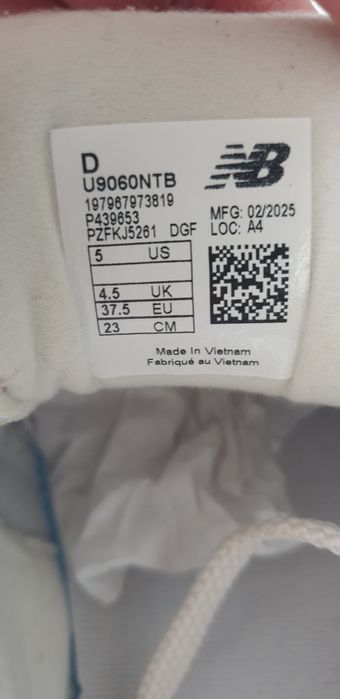 D
NB
U9060NTB
197967973819
P439653
PZFKJ5261 DGF
MFG: 02/2025
LOC: A4
5 US
4.5 UK
37.5 EU
23 CM
Made In Vietnam
Fabriqué au Vietnam